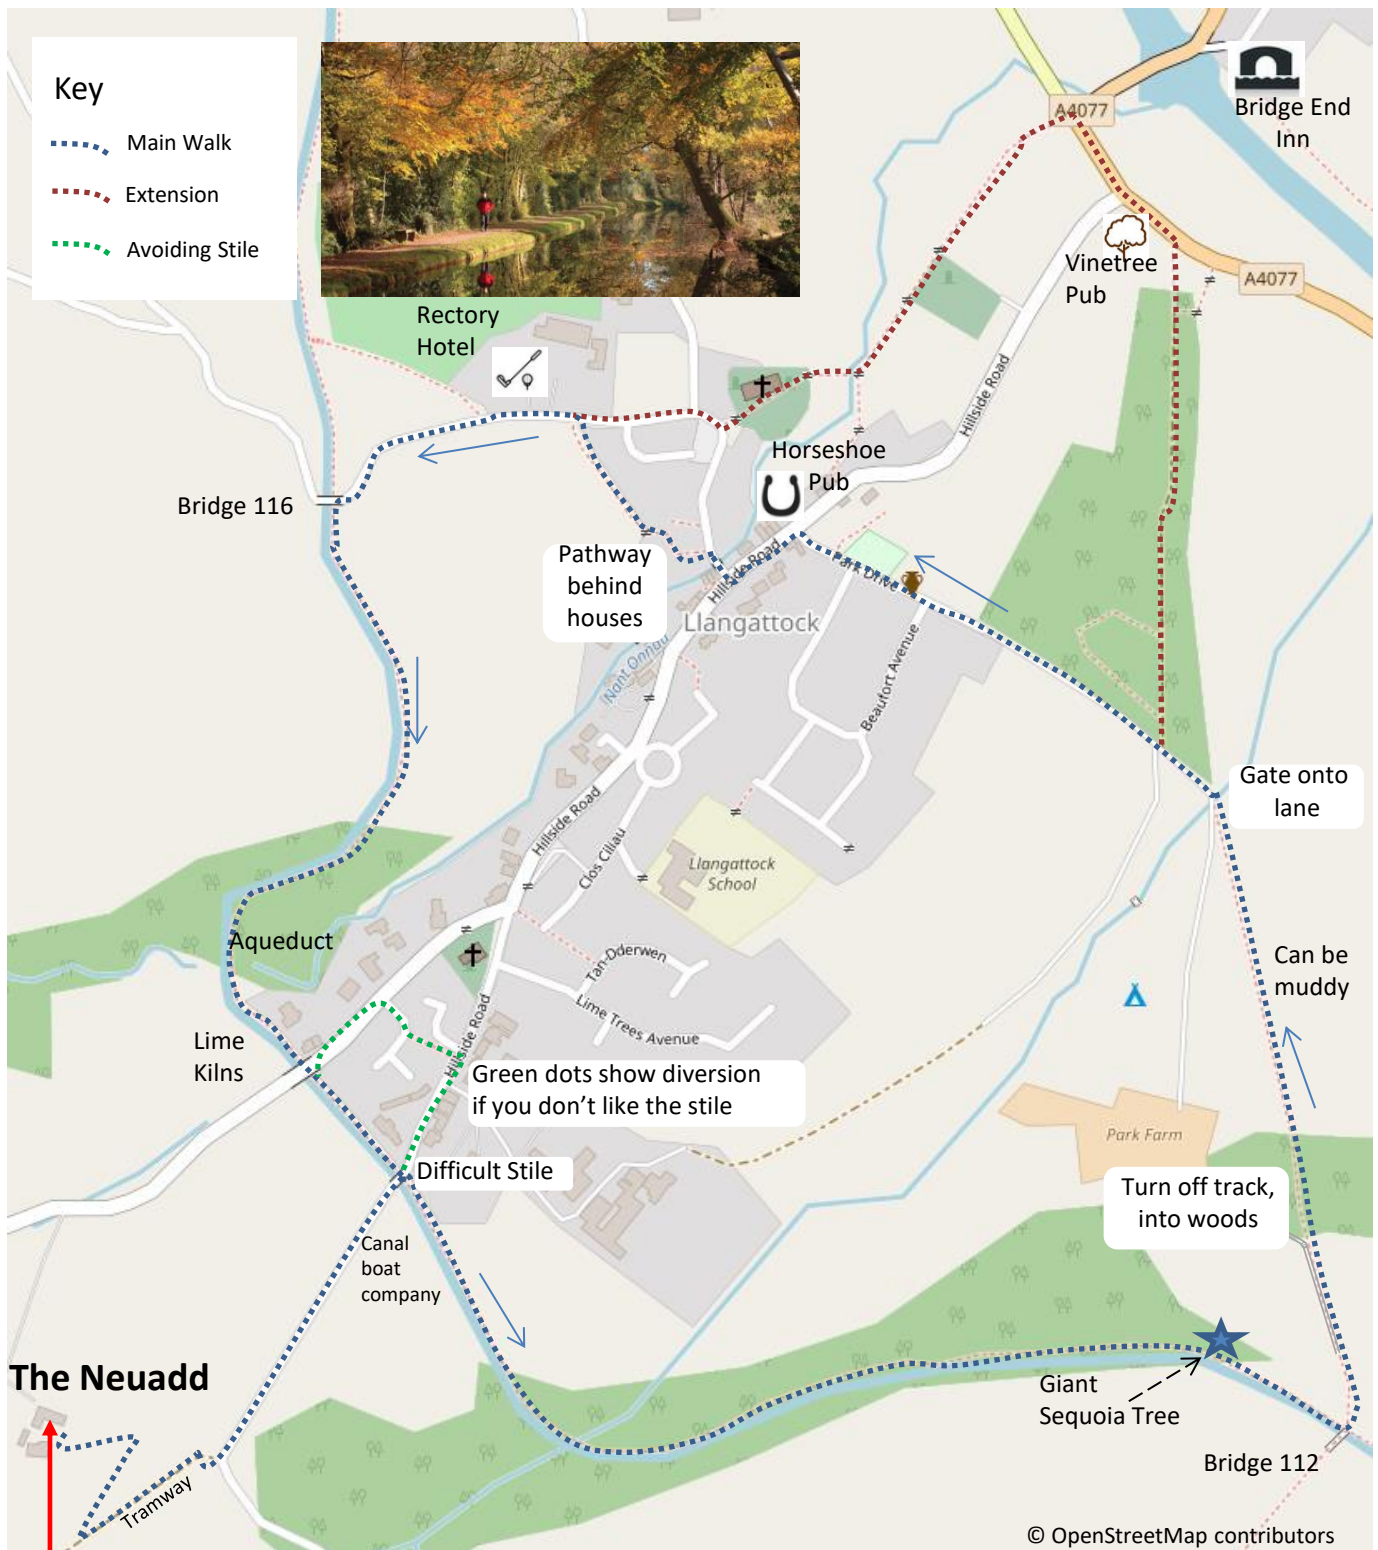 Key
Main Walk
Extension
Avoiding Stile
A4077
Bridge End
Inn
Vinetree
Pub
A4077
Rectory
Hotel
Hillside Road
Horseshoe
Pub
Bridge 116
Pathway
behind
houses
Hillside Road
Park Drive
Llangattock
Nant Onnau
Beaufort Avenue
Gate onto
lane
Hillside Road
Clos Ciliau
Llangattock
School
Aqueduct
Tan-Dderwen
Lime Trees Avenue
Can be
muddy
Lime
Kilns
Hillside Road
Green dots show diversion
if you don’t like the stile
Park Farm
Difficult Stile
Turn off track,
into woods
Canal
boat
company
The Neuadd
Giant
Sequoia Tree
Bridge 112
Tramway
© OpenStreetMap contributors